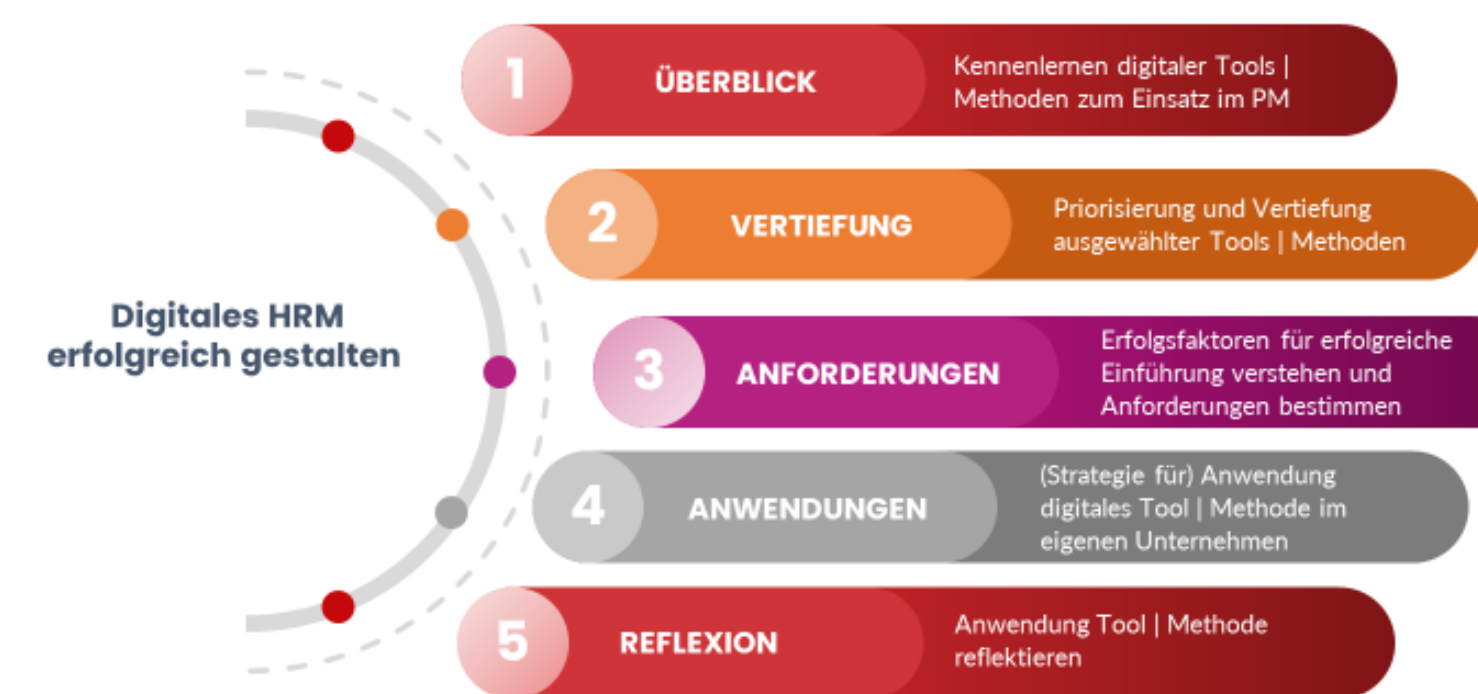 Digitales HRM
erfolgreich gestalten
1
ÜBERBLICK
Kennenlernen digitaler Tools |
Methoden zum Einsatz im PM
2
VERTIEFUNG
Priorisierung und Vertiefung
ausgewählter Tools | Methoden
3
ANFORDERUNGEN
Erfolgsfaktoren für erfolgreiche
Einführung verstehen und
Anforderungen bestimmen
4
ANWENDUNGEN
(Strategie für) Anwendung
digitales Tool | Methode im
eigenen Unternehmen
5
REFLEXION
Anwendung Tool | Methode
reflektieren